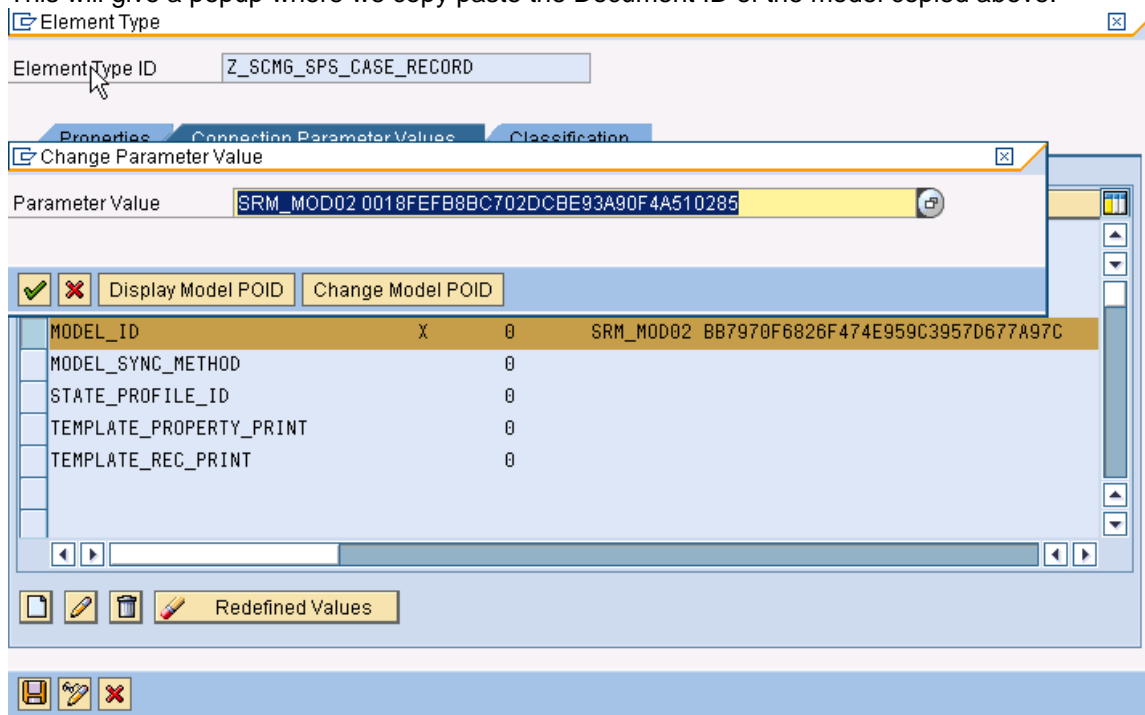 This will give a popup where we copy paste the Document ID of the model copied above.
Element Type
Element Type ID Z_SCMG_SPS_CASE_RECORD
Properties Connection Parameter Values Classification
Change Parameter Value
Parameter Value SRM_MOD02 0018FEFB8BC702DCBE93A90F4A510285
Display Model POID Change Model POID
MODEL_ID X 0 SRM_MOD02 BB7970F6826F474E959C3957D677A97C
MODEL_SYNC_METHOD 0
STATE_PROFILE_ID 0
TEMPLATE_PROPERTY_PRINT 0
TEMPLATE_REC_PRINT 0
Redefined Values